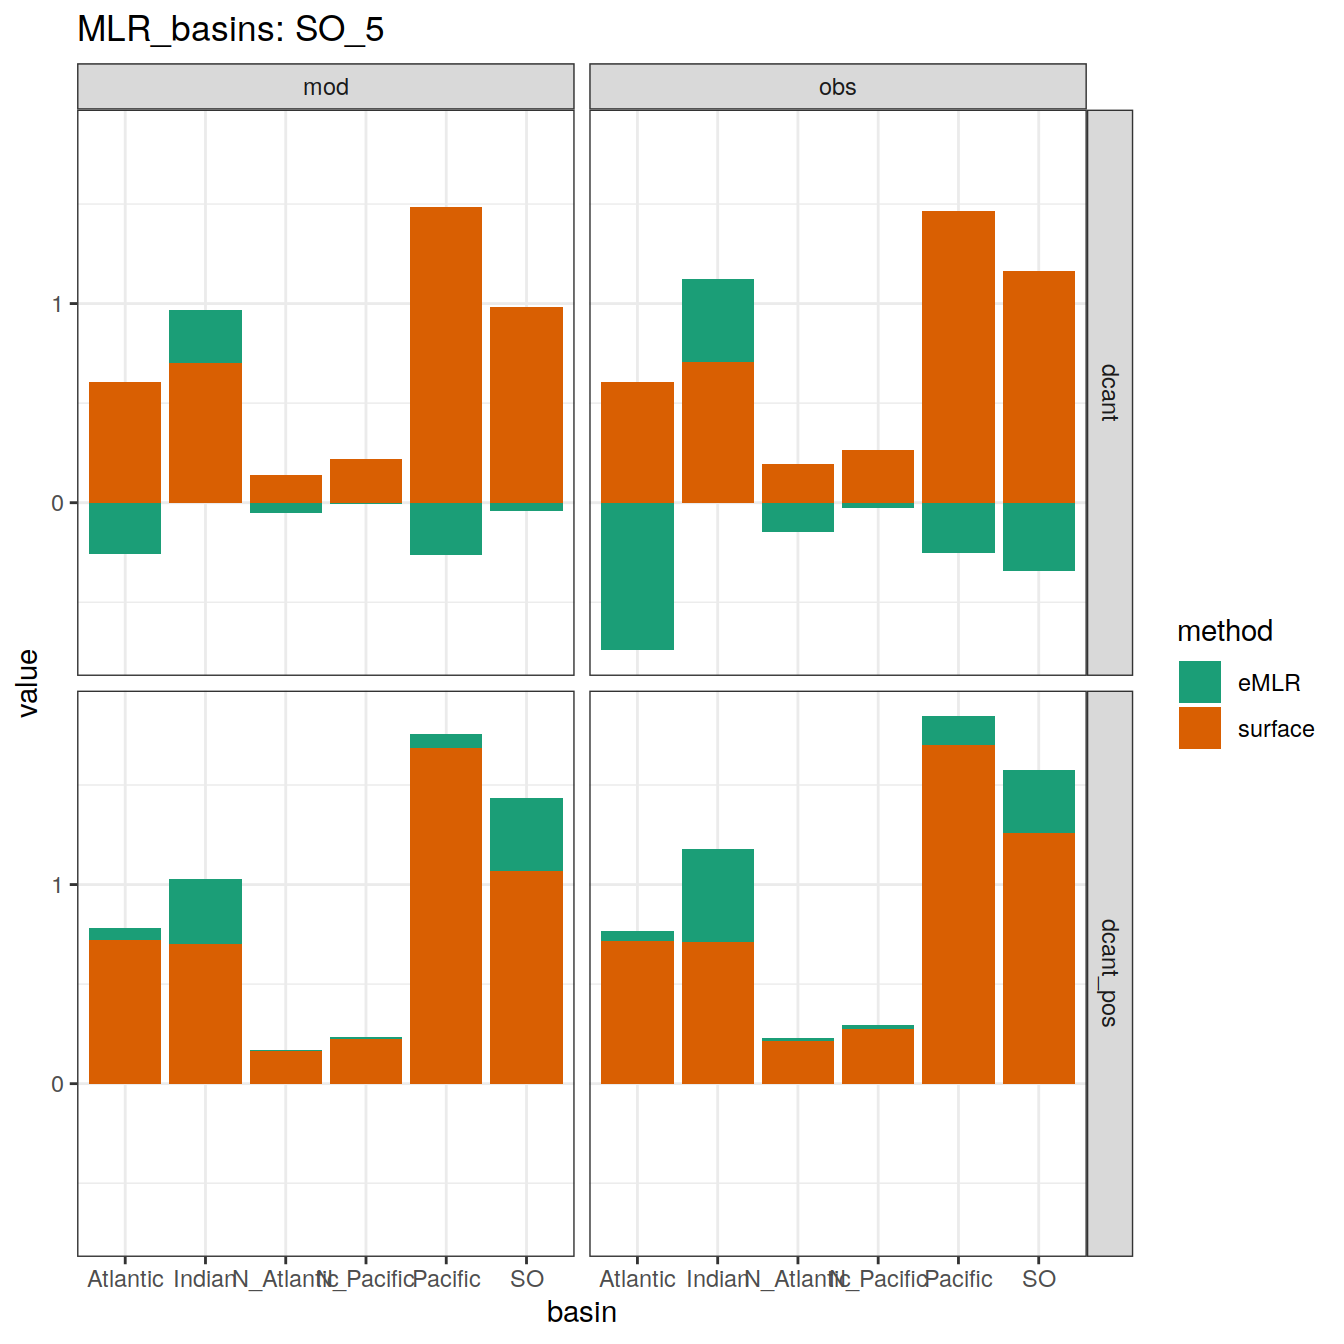 MLR_basins: SO_5
mod
obs
1
0
dcant
value
1
0
dcant_pos
method
eMLR
surface
Atlantic Indian N_Atlantic N_Pacific Pacific SO
Atlantic Indian N_Atlantic N_Pacific Pacific SO
basin